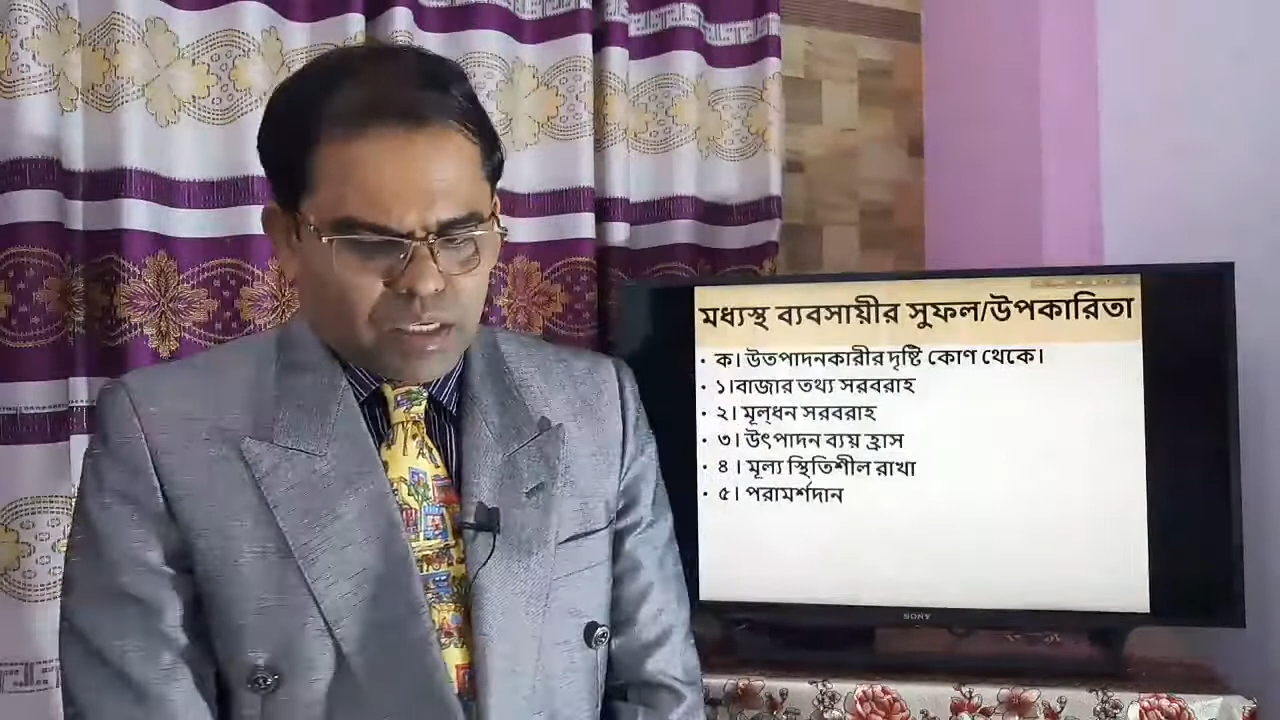 মধ্যস্থ ব্যবসায়ীর সুফল/উপকারিতা
• ক। উতপাদনকারীর দৃষ্টি কোণ থেকে।
• ১।বাজার তথ্য সরবরাহ
• ২। মূল্ধন সরবরাহ
• ৩। উৎপাদন ব্যয় হ্রাস
• ৪। মূল্য স্থিতিশীল রাখা
• ৫। পরামর্শদান
SONY